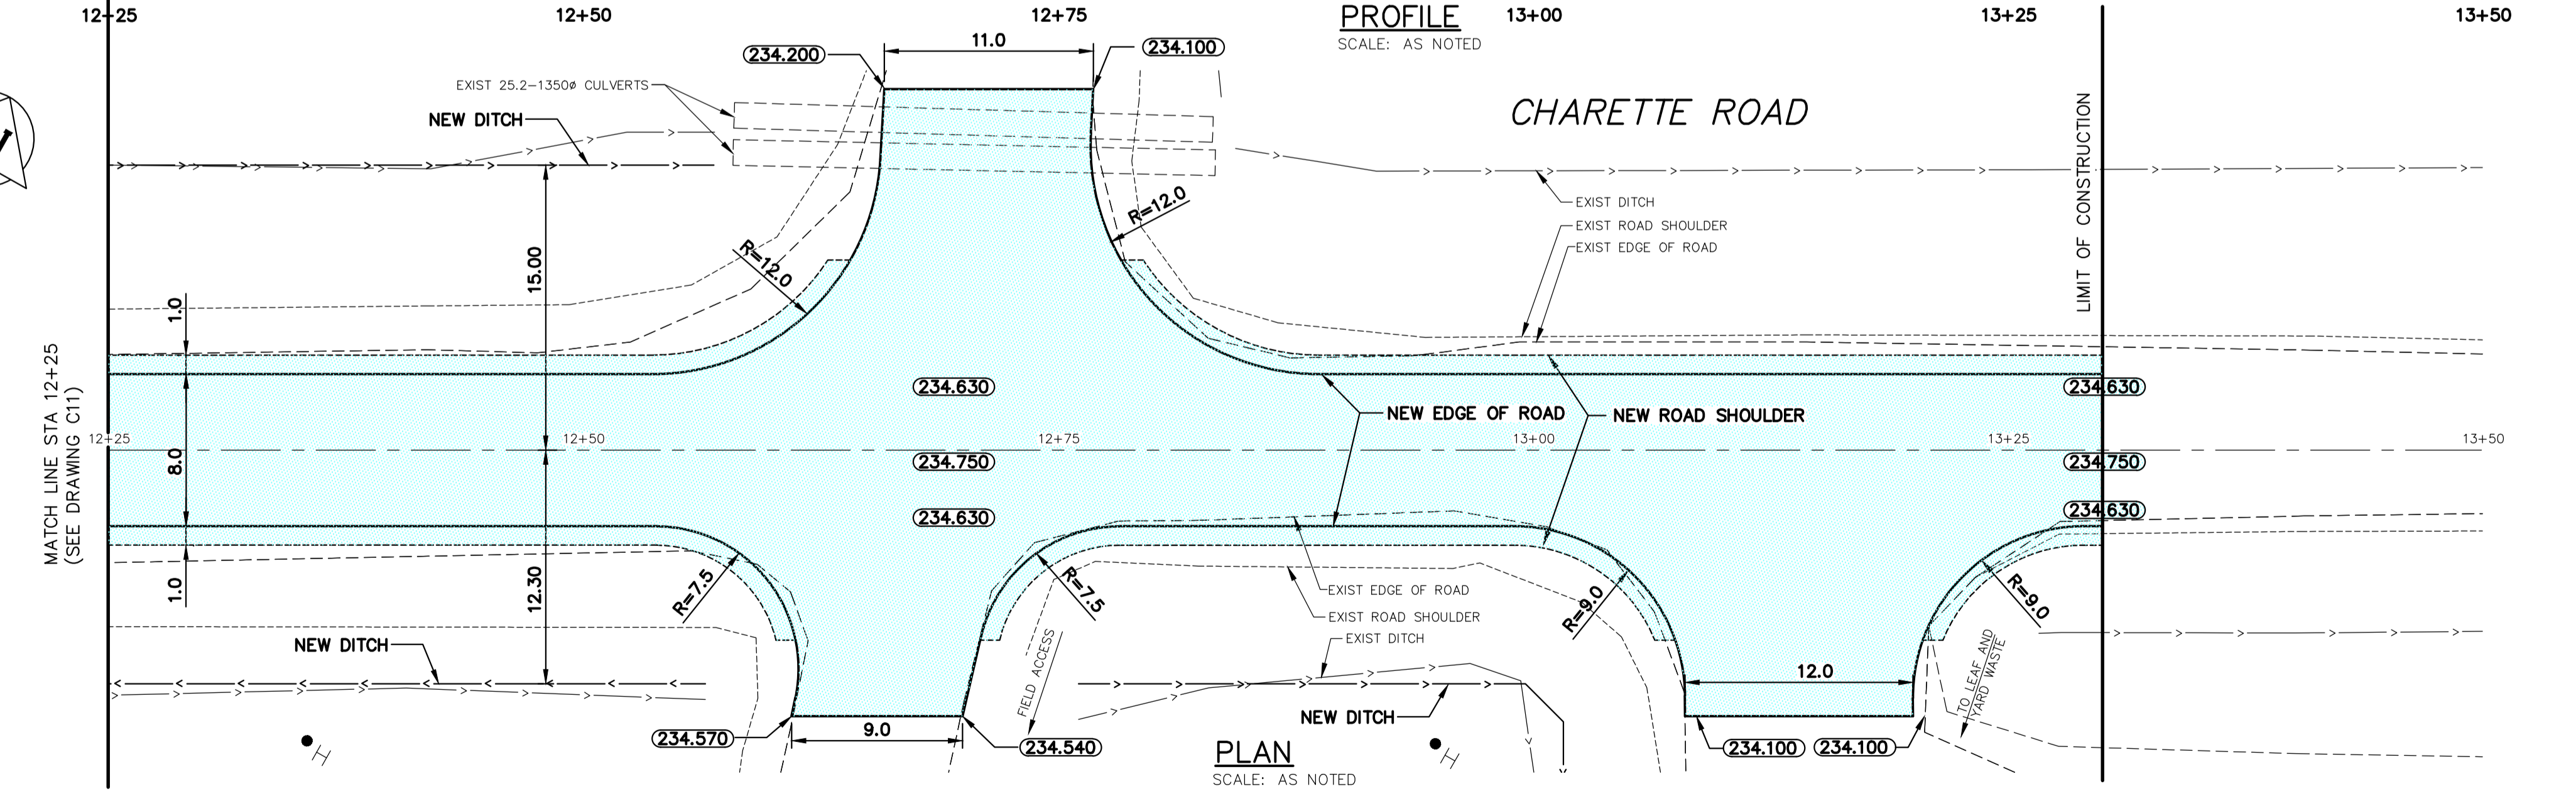 12+25
12+50
12+75
PROFILE
SCALE: AS NOTED
13+00
13+25
13+50
234.200
11.0
234.100
EXIST 25.2-1350ø CULVERTS
NEW DITCH
CHARETTE ROAD
LIMIT OF CONSTRUCTION
R=12.0
R=12.0
EXIST DITCH
EXIST ROAD SHOULDER
EXIST EDGE OF ROAD
15.00
1.0
MATCH LINE STA 12+25
(SEE DRAWING C11)
234.630
234.630
NEW EDGE OF ROAD
NEW ROAD SHOULDER
12+25
12+50
12+75
13+00
13+25
13+50
8.0
234.750
234.750
234.630
234.630
1.0
12.30
R=7.5
R=7.5
R=9.0
R=9.0
EXIST EDGE OF ROAD
EXIST ROAD SHOULDER
EXIST DITCH
NEW DITCH
FIELD ACCESS
TO LEAF AND
YARD WASTE
12.0
NEW DITCH
234.570
9.0
234.540
234.100
234.100
H
H
PLAN
SCALE: AS NOTED